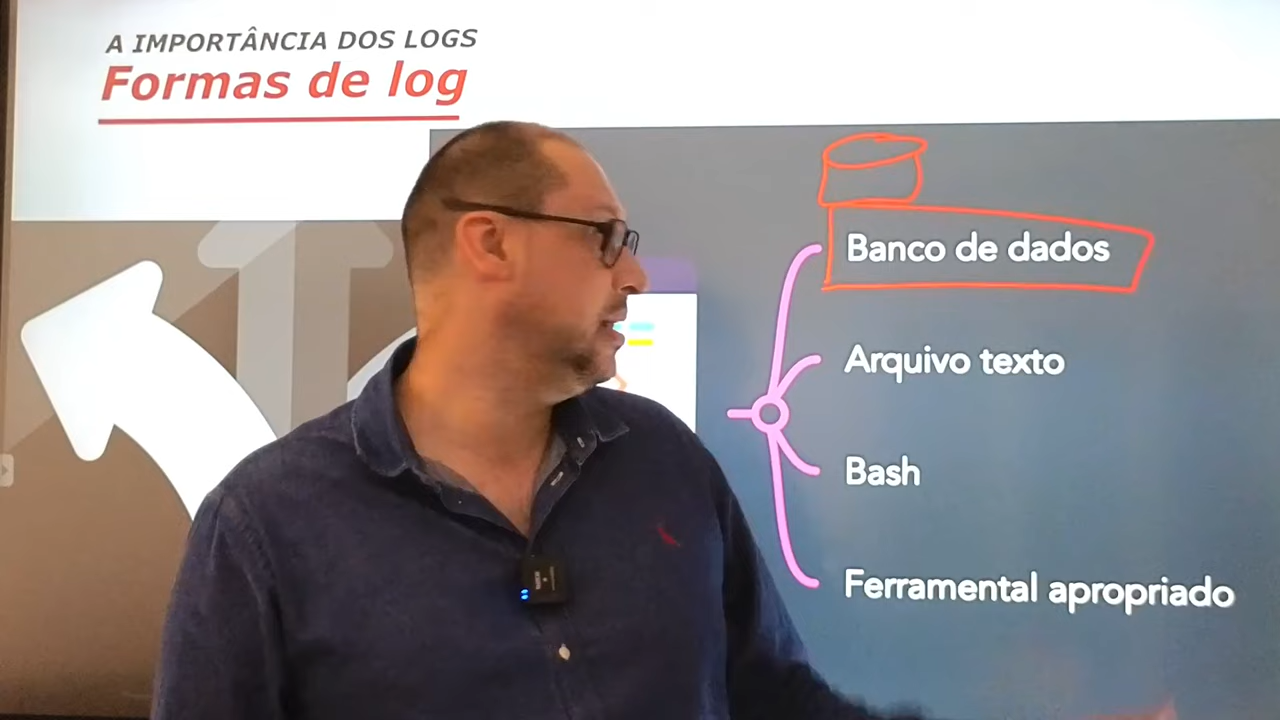 A IMPORTÂNCIA DOS LOGS
Formas de log
Banco de dados
Arquivo texto
Bash
Ferramental apropriado